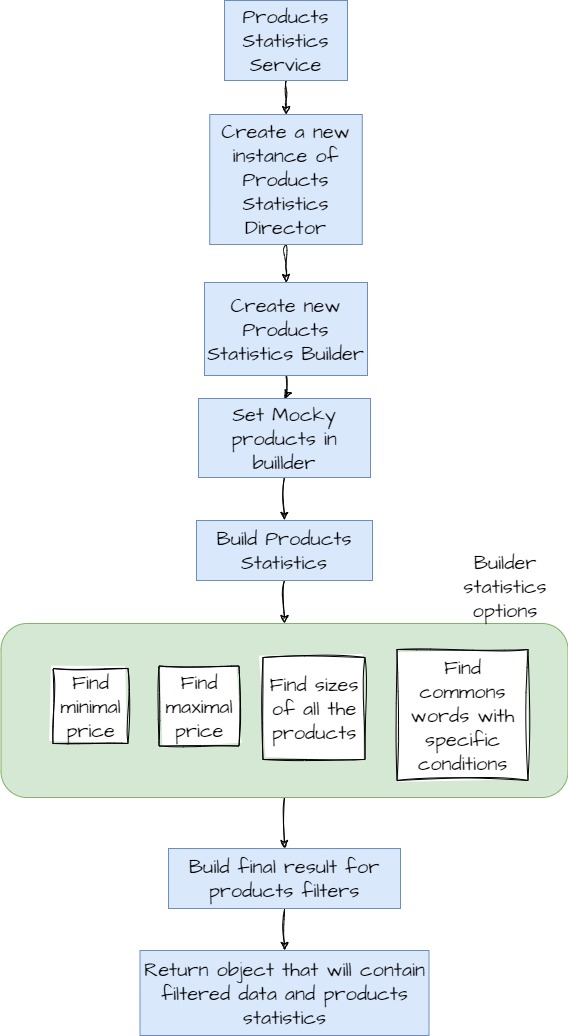 Products
Statistics
Service
Create a new
instance of
Products
Statistics
Director
Create new
Products
Statistics Builder
Set Mocky
products in
buillder
Build Products
Statistics
Builder
statistics
options
Find
minimal
price
Find
maximal
price
Find sizes
of all the
products
Find
commons
words with
specific
conditions
Build final result for
products filters
Return object that will contain
filtered data and products
statistics